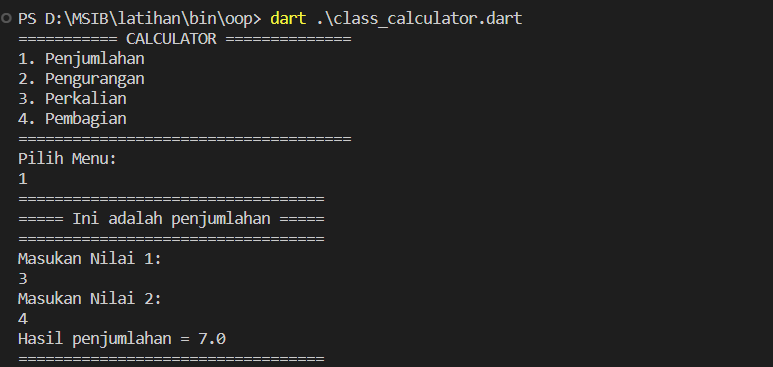 PS D:\MSIB\latihan\bin\oop> dart .\class_calculator.dart
=========== CALCULATOR ==============
1. Penjumlahan
2. Pengurangan
3. Perkalian
4. Pembagian
=====================================
Pilih Menu:
1
==================================
===== Ini adalah penjumlahan =====
==================================
Masukan Nilai 1:
3
Masukan Nilai 2:
4
Hasil penjumlahan = 7.0
==================================